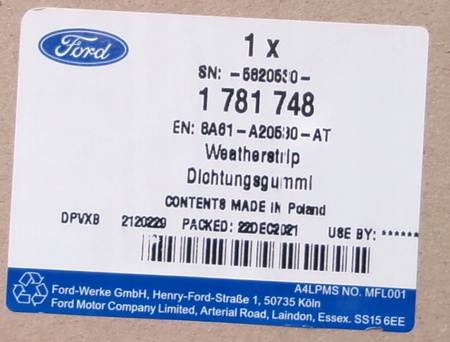 Ford
1 x
SN: -5820530-
1 781 748
EN: 8A61-A20530-AT
Weatherstrip
Dichtungsgummi
CONTENTS MADE IN Poland
DPVXB 2120229 PACKED: 22DEC2021 USE BY: ******
A4LPMS NO. MFL001
Ford-Werke GmbH, Henry-Ford-Straße 1, 50735 Köln
Ford Motor Company Limited, Arterial Road, Laindon, Essex. SS15 6EE